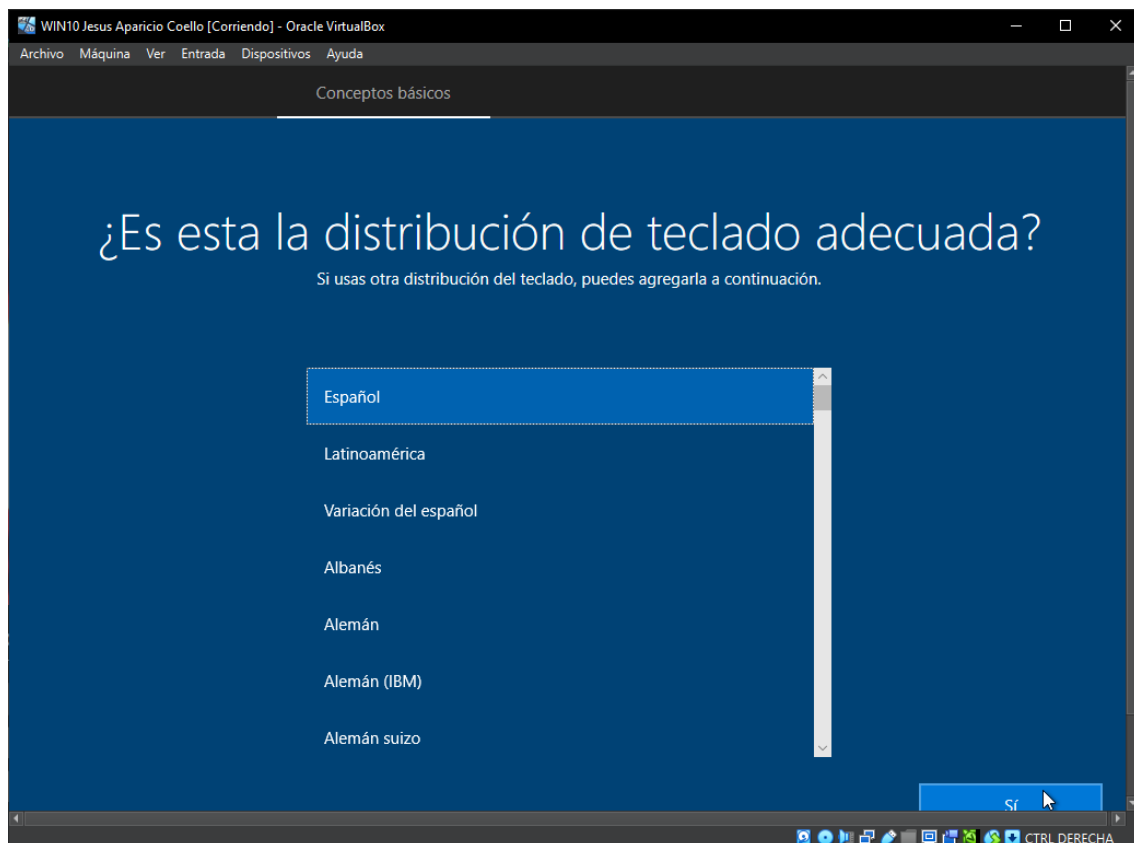 WIN10 Jesus Aparicio Coello [Corriendo] - Oracle VirtualBox
Archivo Máquina Ver Entrada Dispositivos Ayuda
Conceptos básicos
¿Es esta la distribución de teclado adecuada?
Si usas otra distribución del teclado, puedes agregarla a continuación.
Español
Latinoamérica
Variación del español
Albanés
Alemán
Alemán (IBM)
Alemán suizo
Sí
CTRL DERECHA